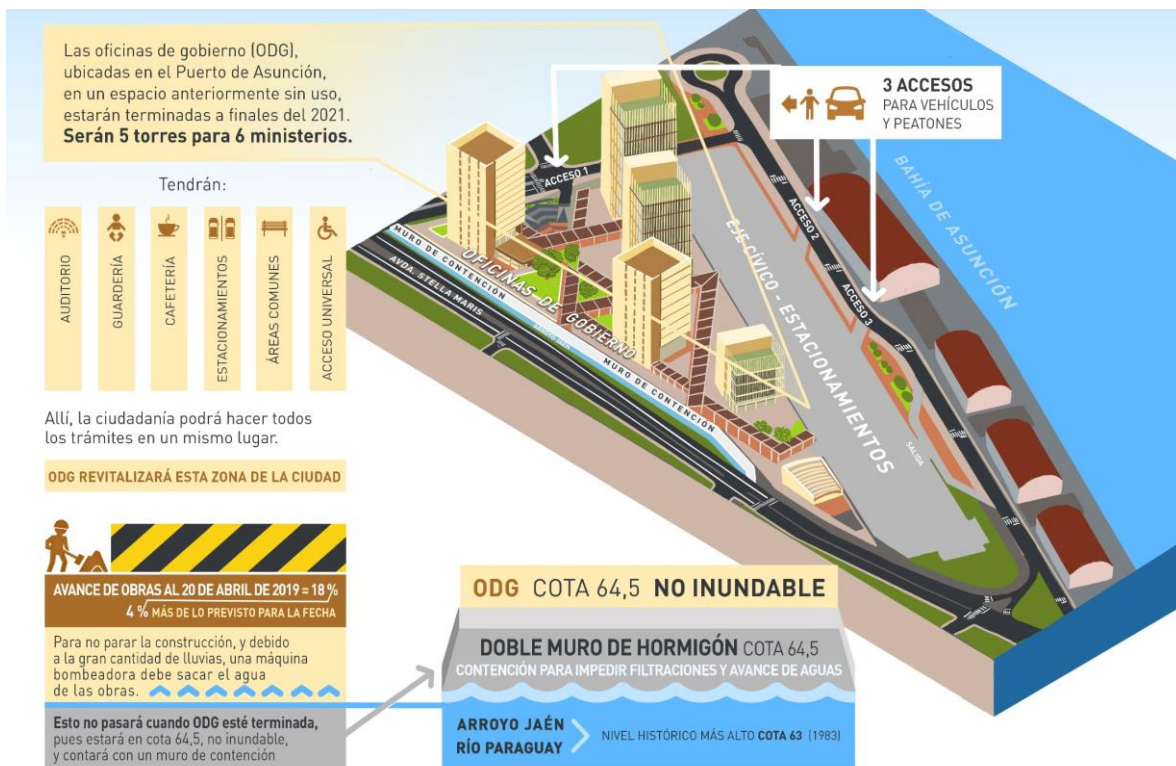 Las oficinas de gobierno (ODG),
ubicadas en el Puerto de Asunción,
en un espacio anteriormente sin uso,
estarán terminadas a finales del 2021.
Serán 5 torres para 6 ministerios.
Tendrán:
AUDITORIO
GUARDERÍA
CAFETERÍA
ESTACIONAMIENTOS
ÁREAS COMUNES
ACCESO UNIVERSAL
Allí, la ciudadanía podrá hacer todos
los trámites en un mismo lugar.
ODG REVITALIZARÁ ESTA ZONA DE LA CIUDAD
AVANCE DE OBRAS AL 20 DE ABRIL DE 2019 = 18 %
4 % MÁS DE LO PREVISTO PARA LA FECHA
Para no parar la construcción, y debido
a la gran cantidad de lluvias, una máquina
bombeadora debe sacar el agua
de las obras.
Esto no pasará cuando ODG esté terminada,
pues estará en cota 64,5, no inundable,
y contará con un muro de contención
3 ACCESOS
PARA VEHÍCULOS
Y PEATONES
ACCESO 1
ACCESO 2
ACCESO 3
BAHÍA DE ASUNCIÓN
EJE CÍVICO - ESTACIONAMIENTOS
OFICINAS DE GOBIERNO
MURO DE CONTENCIÓN
MURO DE CONTENCIÓN
AVDA. STELLA MARIS
SALIDA
ODG COTA 64,5 NO INUNDABLE
DOBLE MURO DE HORMIGÓN COTA 64,5
CONTENCIÓN PARA IMPEDIR FILTRACIONES Y AVANCE DE AGUAS
ARROYO JAÉN
RÍO PARAGUAY
NIVEL HISTÓRICO MÁS ALTO COTA 63 (1983)